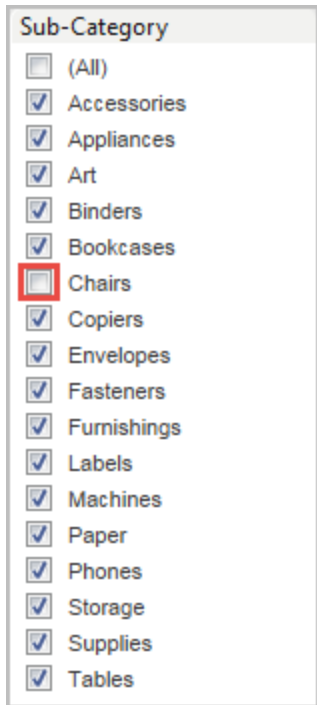 Sub-Category
(All)
Accessories
Appliances
Art
Binders
Bookcases
Chairs
Copiers
Envelopes
Fasteners
Furnishings
Labels
Machines
Paper
Phones
Storage
Supplies
Tables